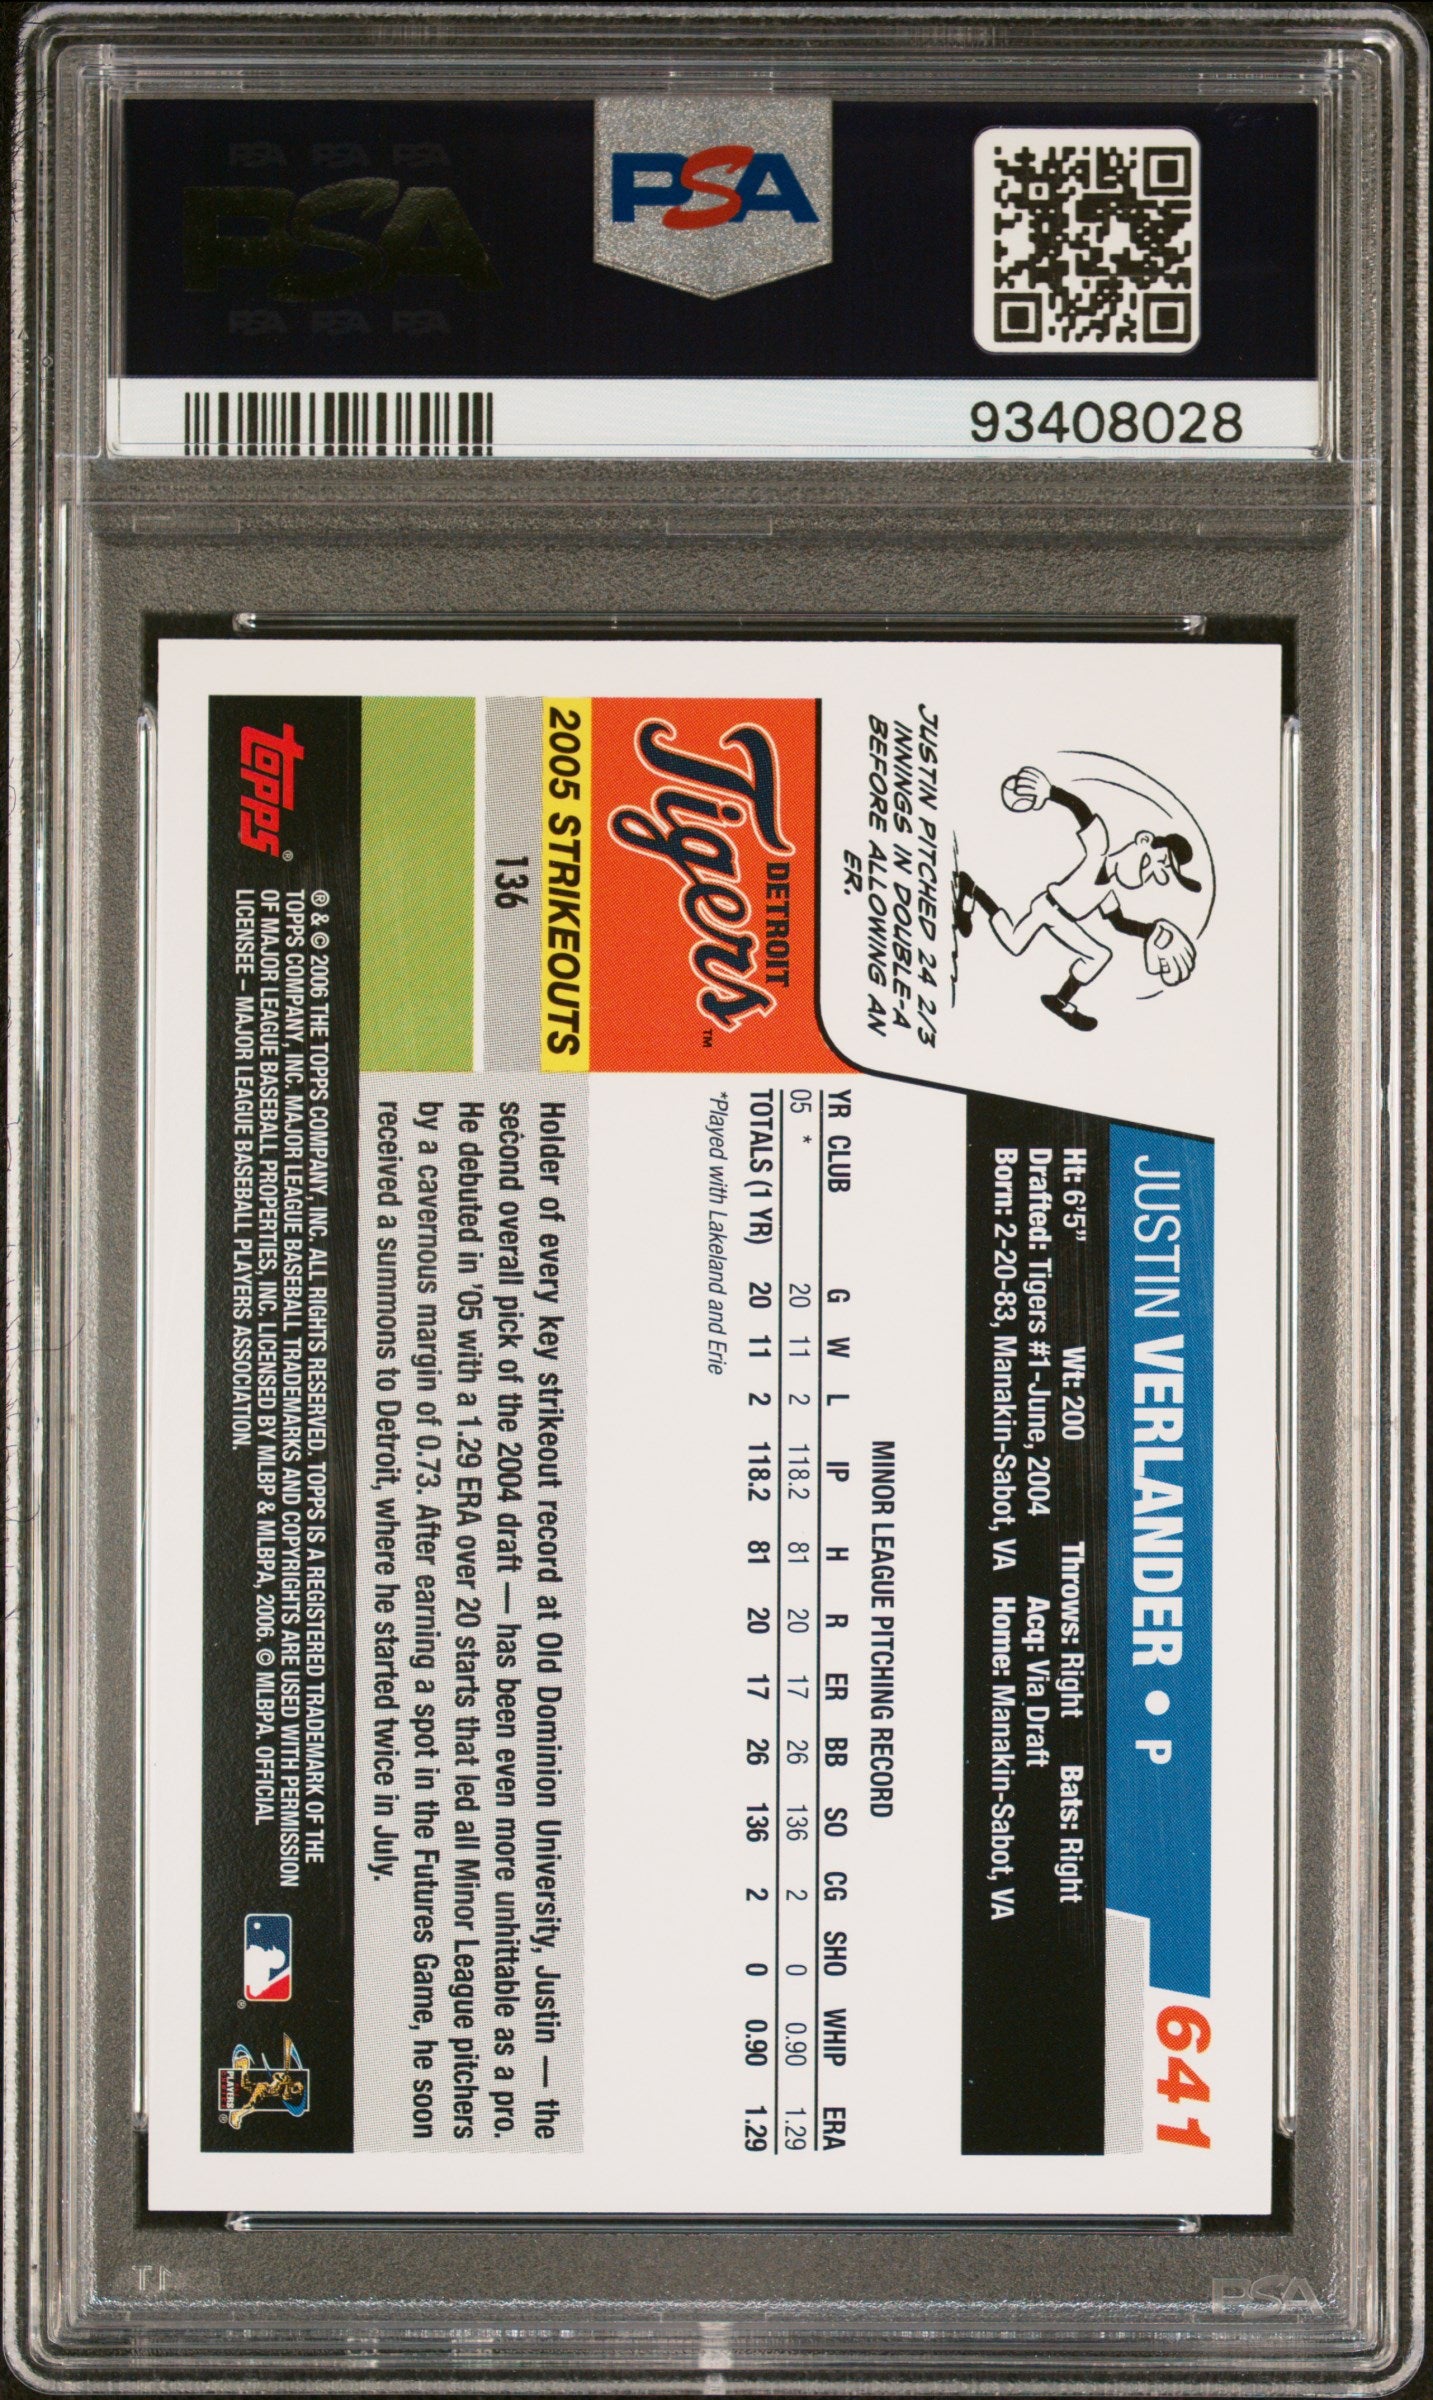 PSA PSA PSA
PSA
PSA PSA PSA
PSA
93408028
JUSTIN VERLANDER • P
641
Ht: 6'5" Wt: 200 Throws: Right Bats: Right
Drafted: Tigers #1-June, 2004 Acq: Via Draft
Born: 2-20-83, Manakin-Sabot, VA Home: Manakin-Sabot, VA
JUSTIN PITCHED 24 2/3
INNINGS IN DOUBLE-A
BEFORE ALLOWING AN
ER.
MINOR LEAGUE PITCHING RECORD
YR CLUB G W L IP H R ER BB SO CG SHO WHIP ERA
05 * 20 11 2 118.2 81 20 17 26 136 2 0 0.90 1.29
TOTALS (1 YR) 20 11 2 118.2 81 20 17 26 136 2 0 0.90 1.29
*Played with Lakeland and Erie
DETROIT
Tigers™
2005 STRIKEOUTS
136
Holder of every key strikeout record at Old Dominion University, Justin — the
second overall pick of the 2004 draft — has been even more unhittable as a pro.
He debuted in '05 with a 1.29 ERA over 20 starts that led all Minor League pitchers
by a cavernous margin of 0.73. After earning a spot in the Futures Game, he soon
received a summons to Detroit, where he started twice in July.
topps®
® & © 2006 THE TOPPS COMPANY, INC. ALL RIGHTS RESERVED. TOPPS IS A REGISTERED TRADEMARK OF THE
TOPPS COMPANY, INC. MAJOR LEAGUE BASEBALL TRADEMARKS AND COPYRIGHTS ARE USED WITH PERMISSION
OF MAJOR LEAGUE BASEBALL PROPERTIES, INC. LICENSED BY MLBP & MLBPA, 2006. © MLBPA. OFFICIAL
LICENSEE – MAJOR LEAGUE BASEBALL PLAYERS ASSOCIATION.
PLAYERS
PSA